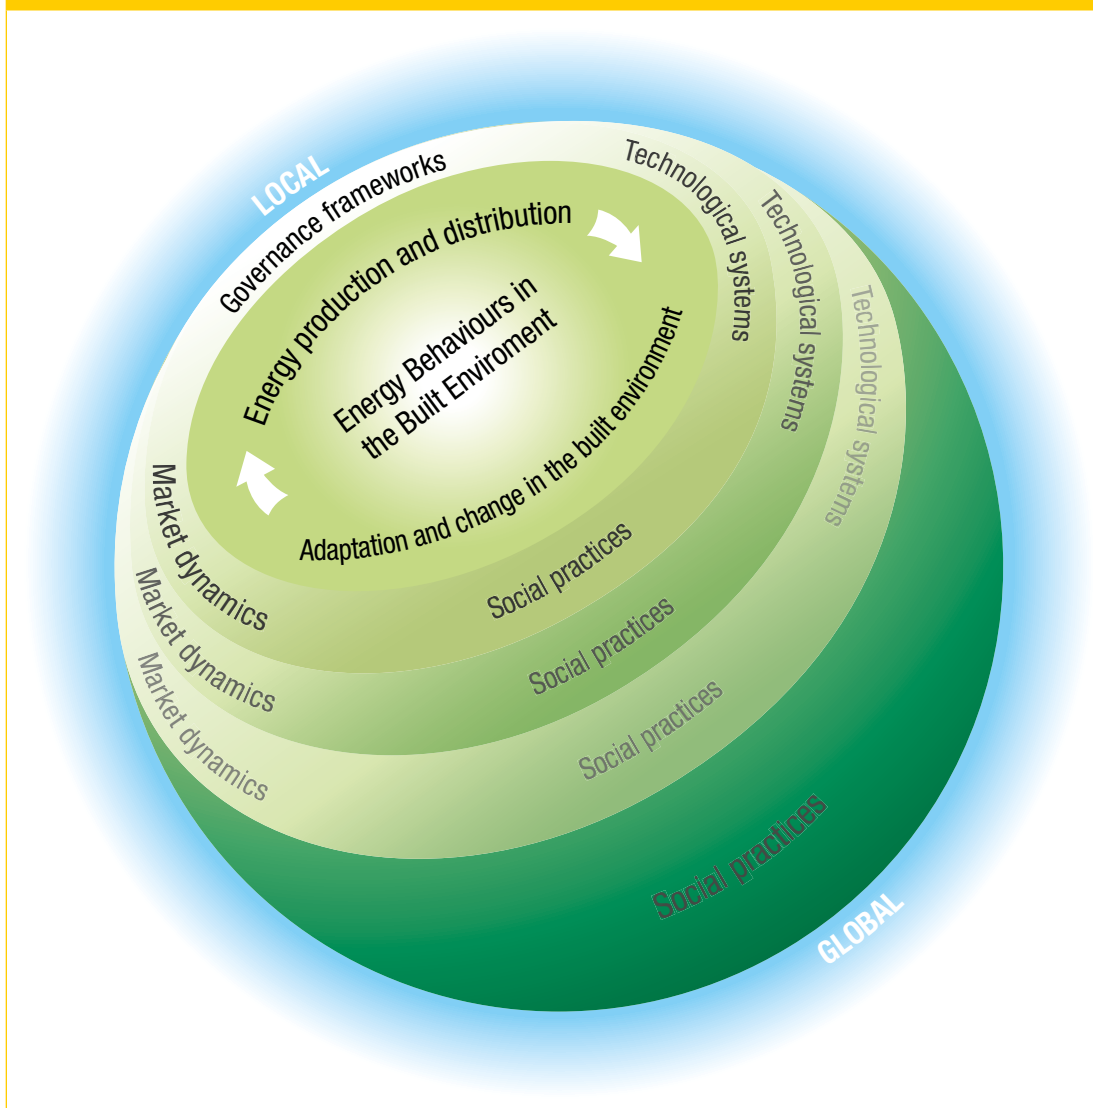 LOCAL
Governance frameworks
Technological systems
Technological systems
Technological systems
Energy production and distribution
Energy Behaviours in
the Built Enviroment
Adaptation and change in the built environment
Market dynamics
Market dynamics
Market dynamics
Social practices
Social practices
Social practices
Social practices
GLOBAL